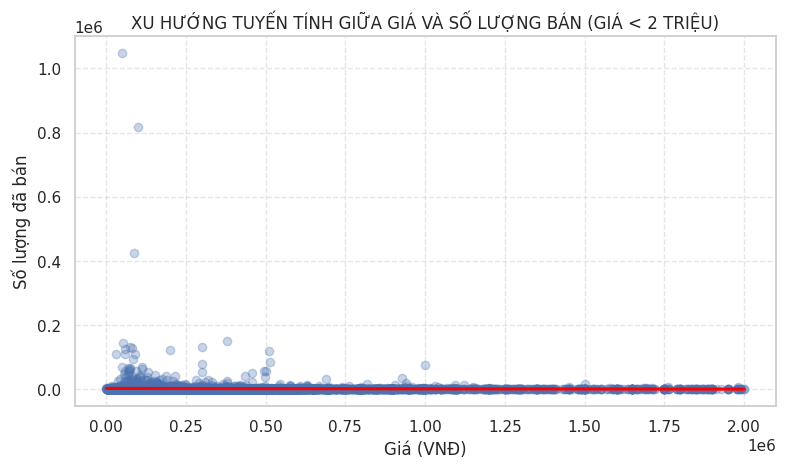 XU HƯỚNG TUYẾN TÍNH GIỮA GIÁ VÀ SỐ LƯỢNG BÁN (GIÁ < 2 TRIỆU)
1e6
1.0
0.8
0.6
0.4
0.2
0.0
Số lượng đã bán
0.00 0.25 0.50 0.75 1.00 1.25 1.50 1.75 2.00
1e6
Giá (VNĐ)